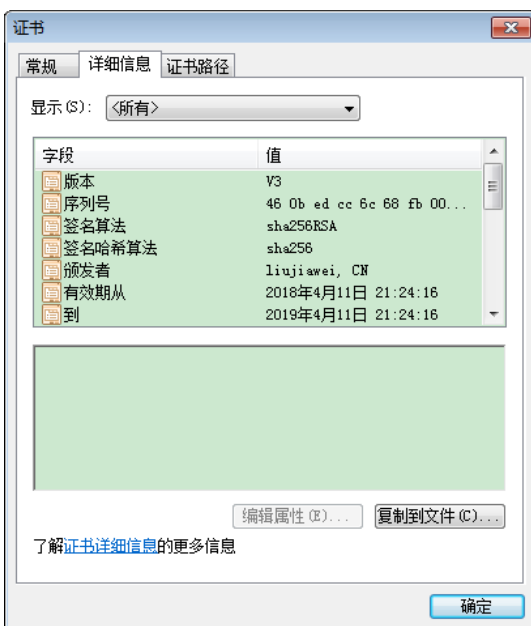 证书
常规 详细信息 证书路径
显示(S): <所有>
字段 值
版本 V3
序列号 46 0b ed cc 6c 68 fb 00...
签名算法 sha256RSA
签名哈希算法 sha256
颁发者 liujiawei, CN
有效期从 2018年4月11日 21:24:16
到 2019年4月11日 21:24:16
编辑属性(E)... 复制到文件(C)...
了解证书详细信息的更多信息
确定